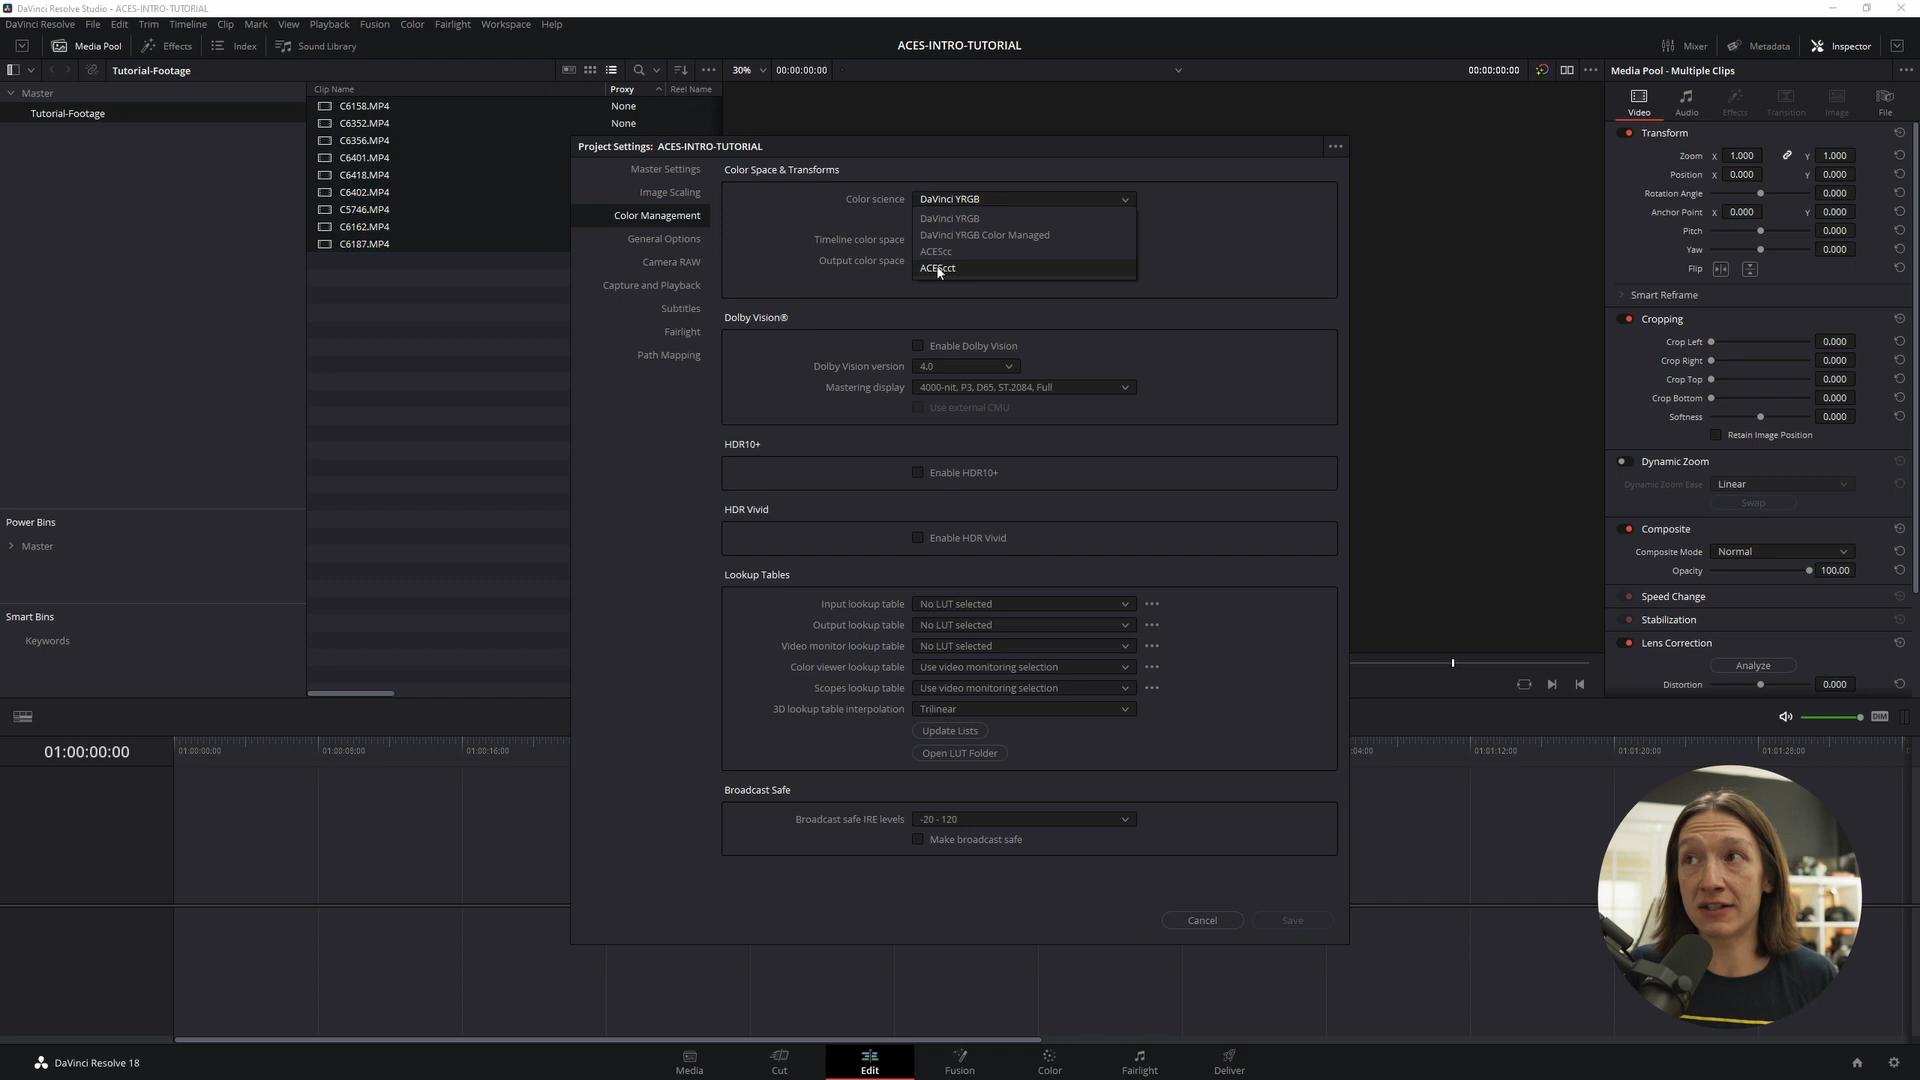 DaVinci Resolve Studio - ACES-INTRO-TUTORIAL
DaVinci Resolve File Edit Trim Timeline Clip Mark View Playback Fusion Color Fairlight Workspace Help
Media Pool Effects Index Sound Library ACES-INTRO-TUTORIAL Mixer Metadata Inspector
Tutorial-Footage 30% 00:00:00:00 00:00:00:00 Media Pool - Multiple Clips
Master
Tutorial-Footage
Power Bins
Master
Smart Bins
Keywords
Clip Name Proxy Reel Name
C6158.MP4 None
C6352.MP4 None
C6356.MP4
C6401.MP4
C6418.MP4
C6402.MP4
C5746.MP4
C6162.MP4
C6187.MP4
Project Settings: ACES-INTRO-TUTORIAL
Master Settings
Image Scaling
Color Management
General Options
Camera RAW
Capture and Playback
Subtitles
Fairlight
Path Mapping
Color Space & Transforms
Color science DaVinci YRGB
DaVinci YRGB
DaVinci YRGB Color Managed
ACEScc
ACEScct
Timeline color space
Output color space
Dolby Vision®
Enable Dolby Vision
Dolby Vision version 4.0
Mastering display 4000-nit, P3, D65, ST.2084, Full
Use external CMU
HDR10+
Enable HDR10+
HDR Vivid
Enable HDR Vivid
Lookup Tables
Input lookup table No LUT selected
Output lookup table No LUT selected
Video monitor lookup table No LUT selected
Color viewer lookup table Use video monitoring selection
Scopes lookup table Use video monitoring selection
3D lookup table interpolation Trilinear
Update Lists
Open LUT Folder
Broadcast Safe
Broadcast safe IRE levels -20 - 120
Make broadcast safe
Cancel Save
Video Audio Effects Transition Image File
Transform
Zoom X 1.000 Y 1.000
Position X 0.000 Y 0.000
Rotation Angle 0.000
Anchor Point X 0.000 Y 0.000
Pitch 0.000
Yaw 0.000
Flip
Smart Reframe
Cropping
Crop Left 0.000
Crop Right 0.000
Crop Top 0.000
Crop Bottom 0.000
Softness 0.000
Retain Image Position
Dynamic Zoom
Dynamic Zoom Ease Linear
Swap
Composite
Composite Mode Normal
Opacity 100.00
Speed Change
Stabilization
Lens Correction
Analyze
Distortion 0.000
DIM
01:00:00:00 01:00:00:00 01:00:08:00 01:00:16:00 :04:00 01:01:12:00 01:01:20:00 01:01:28:00
DaVinci Resolve 18 Media Cut Edit Fusion Color Fairlight Deliver